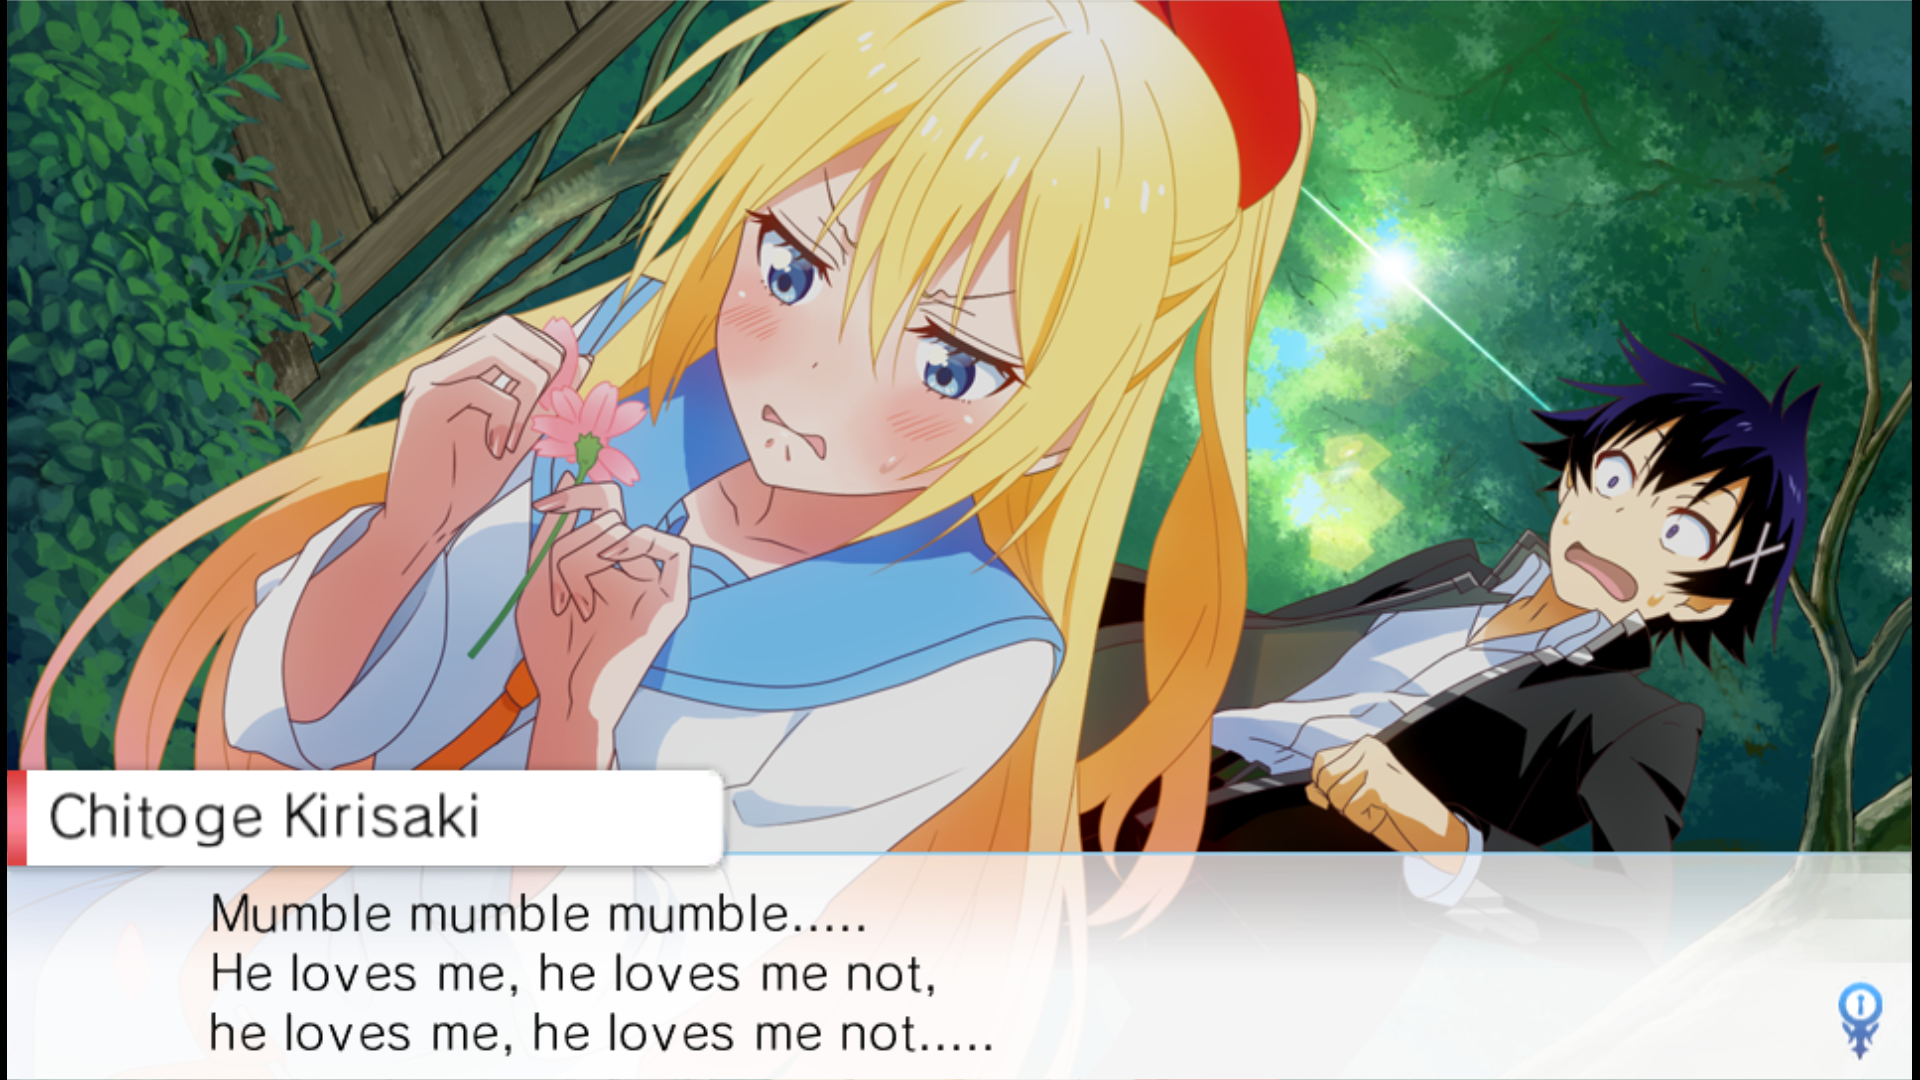 Chitoge Kirisaki
Mumble mumble mumble.....
He loves me, he loves me not,
he loves me, he loves me not.....